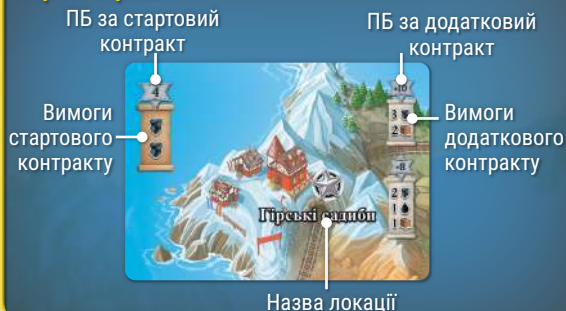 ПБ за стартовий
контракт
ПБ за додатковий
контракт
4
Вимоги
стартового
контракту
-10
3
2
Вимоги
додаткового
контракту
-8
2
1
1
Гірські садиби
Назва локації